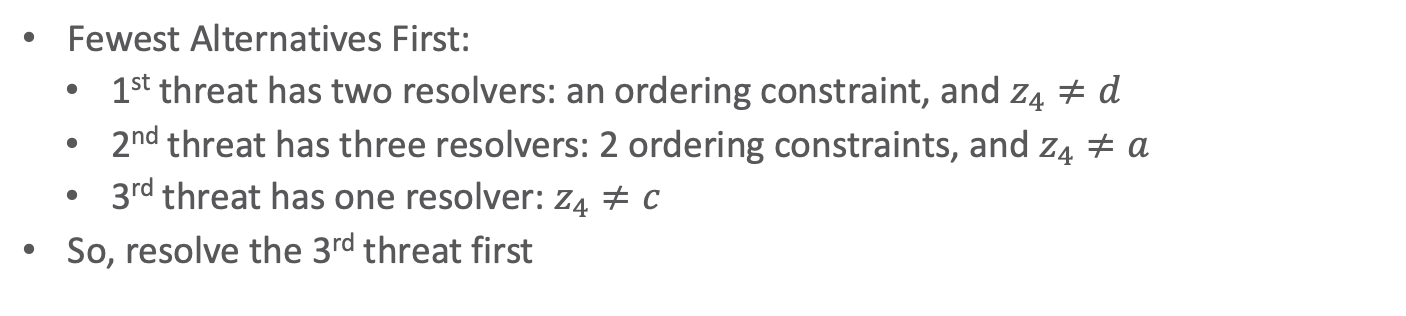 • Fewest Alternatives First:
• 1st threat has two resolvers: an ordering constraint, and z₄ ≠ d
• 2nd threat has three resolvers: 2 ordering constraints, and z₄ ≠ a
• 3rd threat has one resolver: z₄ ≠ c
• So, resolve the 3rd threat first